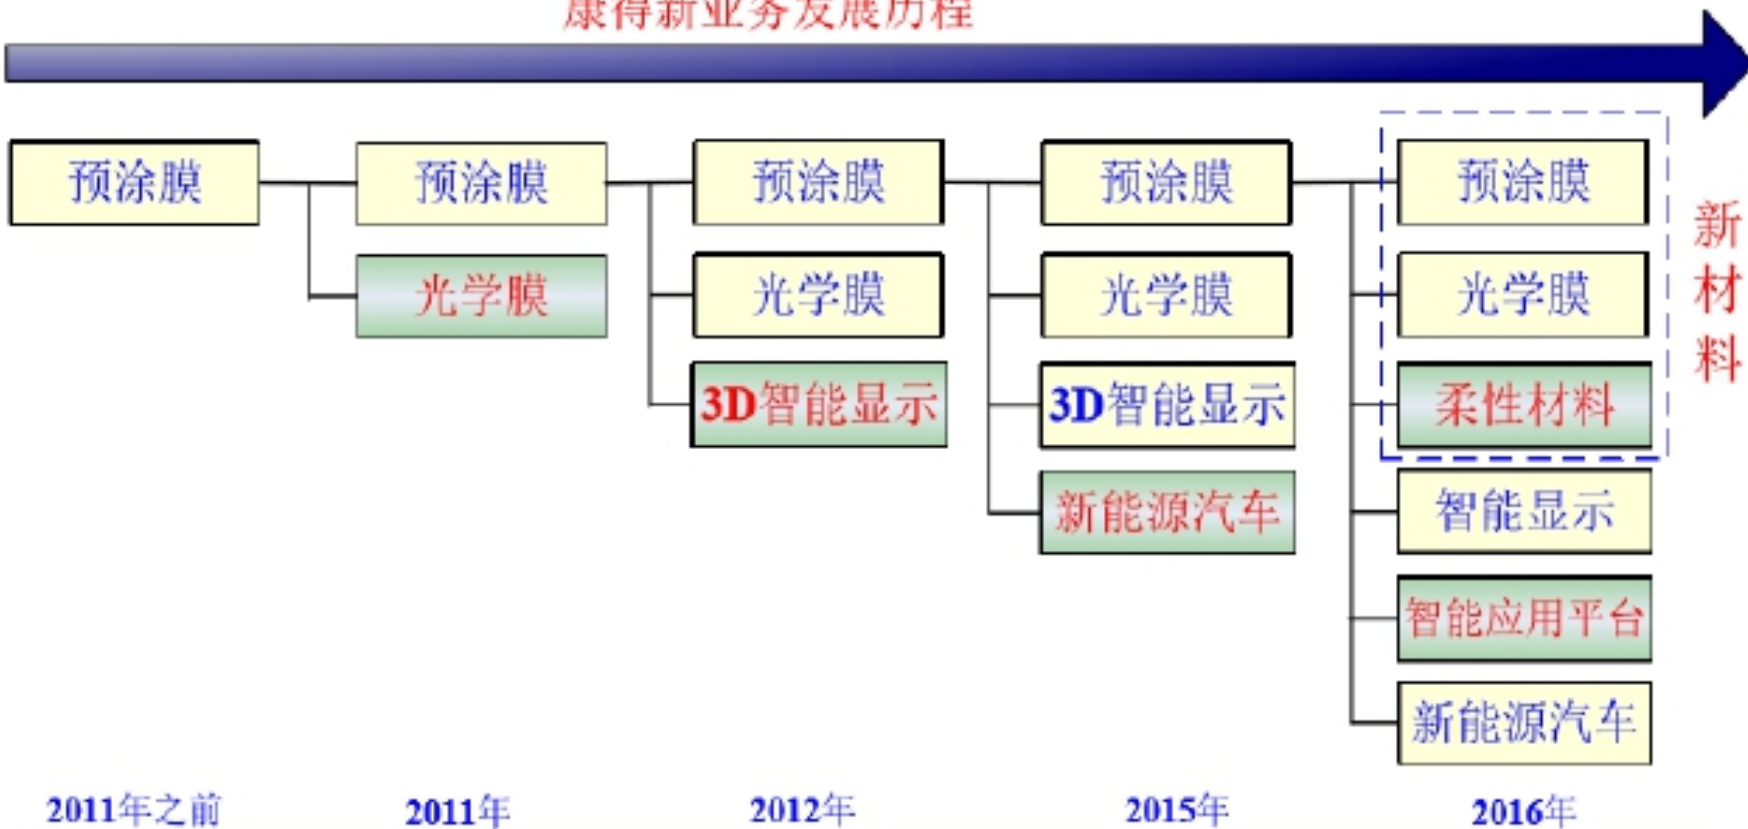 康得新业务发展历程
预涂膜
预涂膜
光学膜
预涂膜
光学膜
3D智能显示
预涂膜
光学膜
3D智能显示
新能源汽车
预涂膜
光学膜
柔性材料
智能显示
智能应用平台
新能源汽车
新材料
2011年之前
2011年
2012年
2015年
2016年